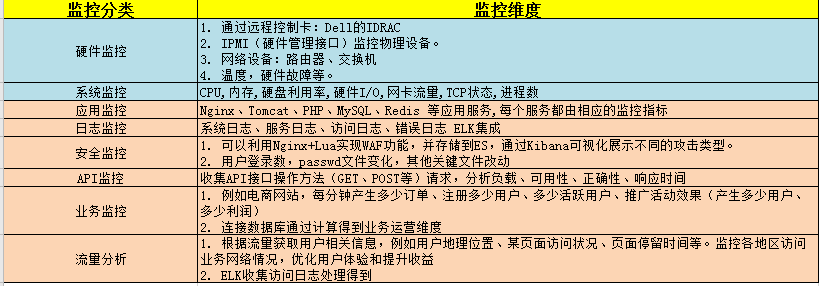 监控分类 监控维度
硬件监控
1. 通过远程控制卡：Dell的IDRAC
2. IPMI（硬件管理接口）监控物理设备。
3. 网络设备：路由器、交换机
4. 温度，硬件故障等。
系统监控 CPU,内存,硬盘利用率,硬件I/O,网卡流量,TCP状态,进程数
应用监控 Nginx、Tomcat、PHP、MySQL、Redis 等应用服务,每个服务都由相应的监控指标
日志监控 系统日志、服务日志、访问日志、错误日志 ELK集成
安全监控
1. 可以利用Nginx+Lua实现WAF功能，并存储到ES，通过Kibana可视化展示不同的攻击类型。
2. 用户登录数，passwd文件变化，其他关键文件改动
API监控 收集API接口操作方法（GET、POST等）请求，分析负载、可用性、正确性、响应时间
业务监控
1. 例如电商网站，每分钟产生多少订单、注册多少用户、多少活跃用户、推广活动效果（产生多少用户、
多少利润）
2. 连接数据库通过计算得到业务运营维度
流量分析
1. 根据流量获取用户相关信息，例如用户地理位置、某页面访问状况、页面停留时间等。监控各地区访问
业务网络情况，优化用户体验和提升收益
2. ELK收集访问日志处理得到